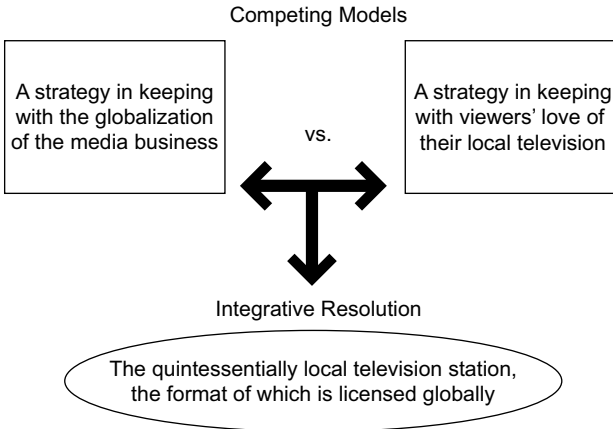 Competing Models
A strategy in keeping
with the globalization
of the media business
vs.
A strategy in keeping
with viewers’ love of
their local television
Integrative Resolution
The quintessentially local television station,
the format of which is licensed globally